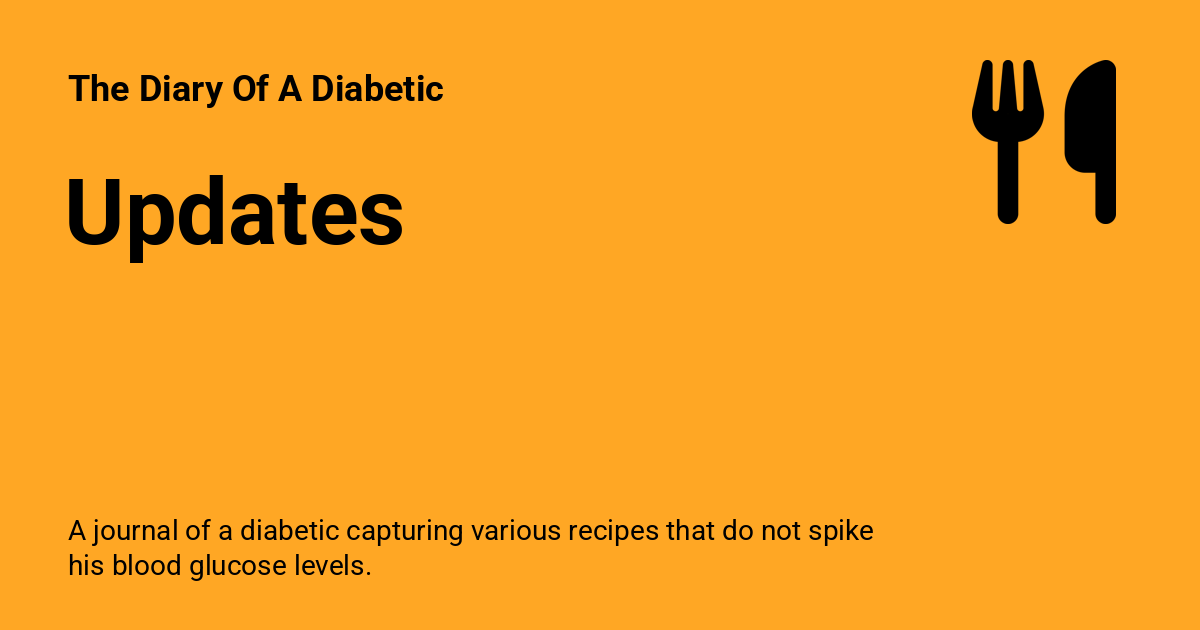 The Diary Of A Diabetic
Updates
A journal of a diabetic capturing various recipes that do not spike
his blood glucose levels.